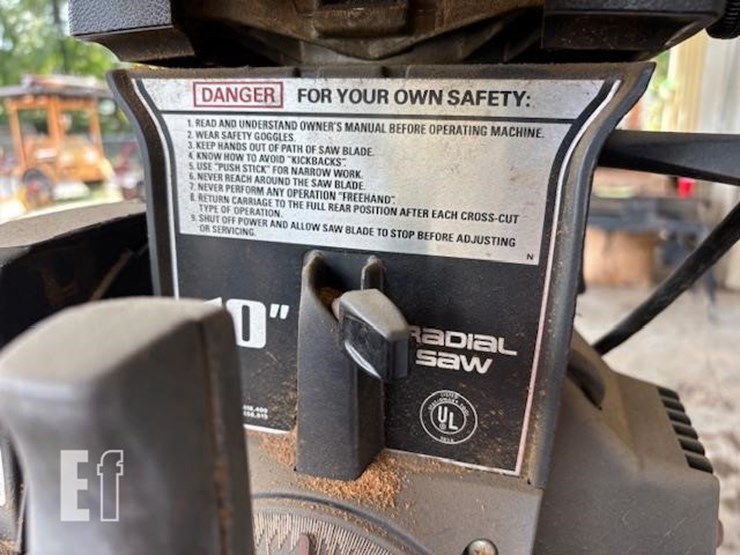 DANGER FOR YOUR OWN SAFETY:
1. READ AND UNDERSTAND OWNER'S MANUAL BEFORE OPERATING MACHINE.
2. WEAR SAFETY GOGGLES.
3. KEEP HANDS OUT OF PATH OF SAW BLADE.
4. KNOW HOW TO AVOID "KICKBACKS".
5. USE "PUSH STICK" FOR NARROW WORK.
6. NEVER REACH AROUND THE SAW BLADE.
7. NEVER PERFORM ANY OPERATION "FREEHAND".
8. RETURN CARRIAGE TO THE FULL REAR POSITION AFTER EACH CROSS-CUT
TYPE OF OPERATION.
9. SHUT OFF POWER AND ALLOW SAW BLADE TO STOP BEFORE ADJUSTING
OR SERVICING.
N
10"
RADIAL
SAW
UL
Ef